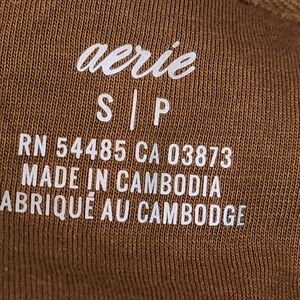 aerie
S | P
RN 54485 CA 03873
MADE IN CAMBODIA
ABRIQUÉ AU CAMBODGE